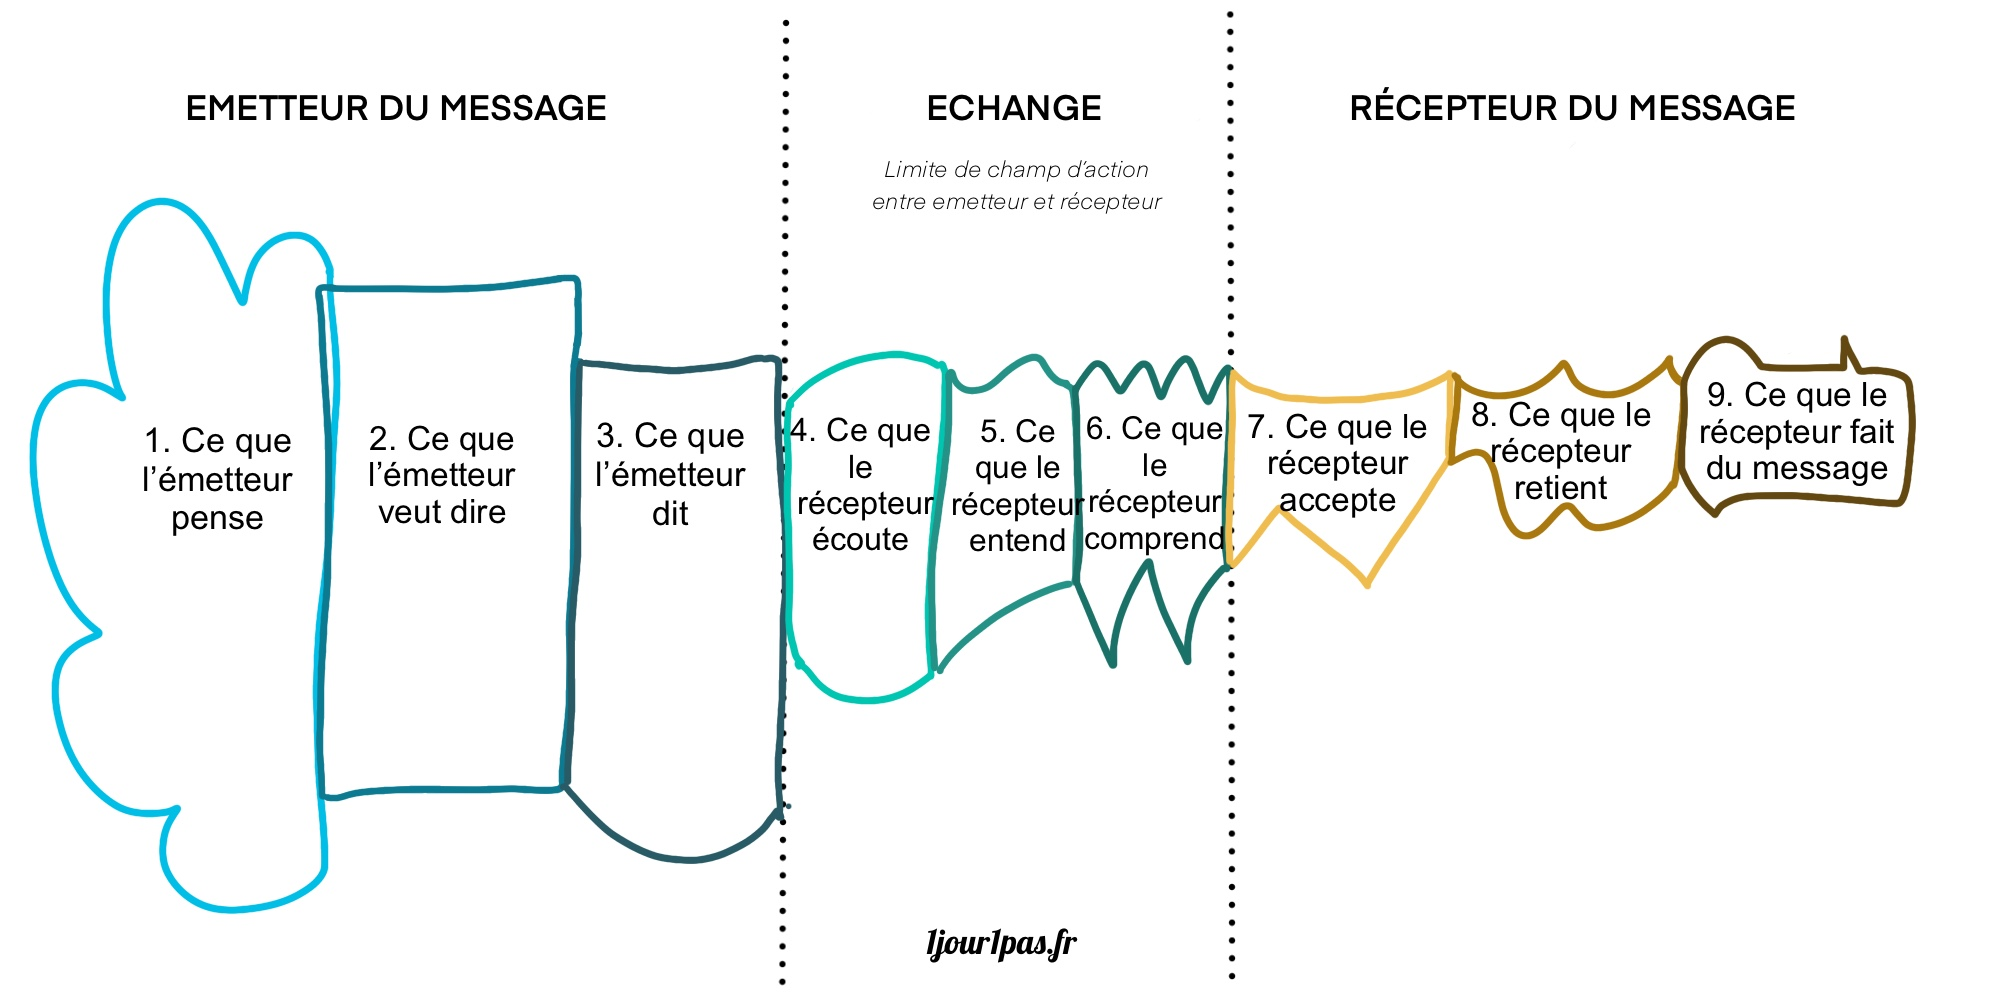 EMETTEUR DU MESSAGE
ECHANGE
Limite de champ d'action
entre emetteur et récepteur
RÉCEPTEUR DU MESSAGE
1. Ce que
l'émetteur
pense
2. Ce que
l'émetteur
veut dire
3. Ce que
l'émetteur
dit
4. Ce que
le
récepteur
écoute
5. Ce
que le
récepteur
entend
6. Ce que
le
récepteur
comprend
7. Ce que le
récepteur
accepte
8. Ce que le
récepteur
retient
9. Ce que le
récepteur fait
du message
1jour1pas.fr